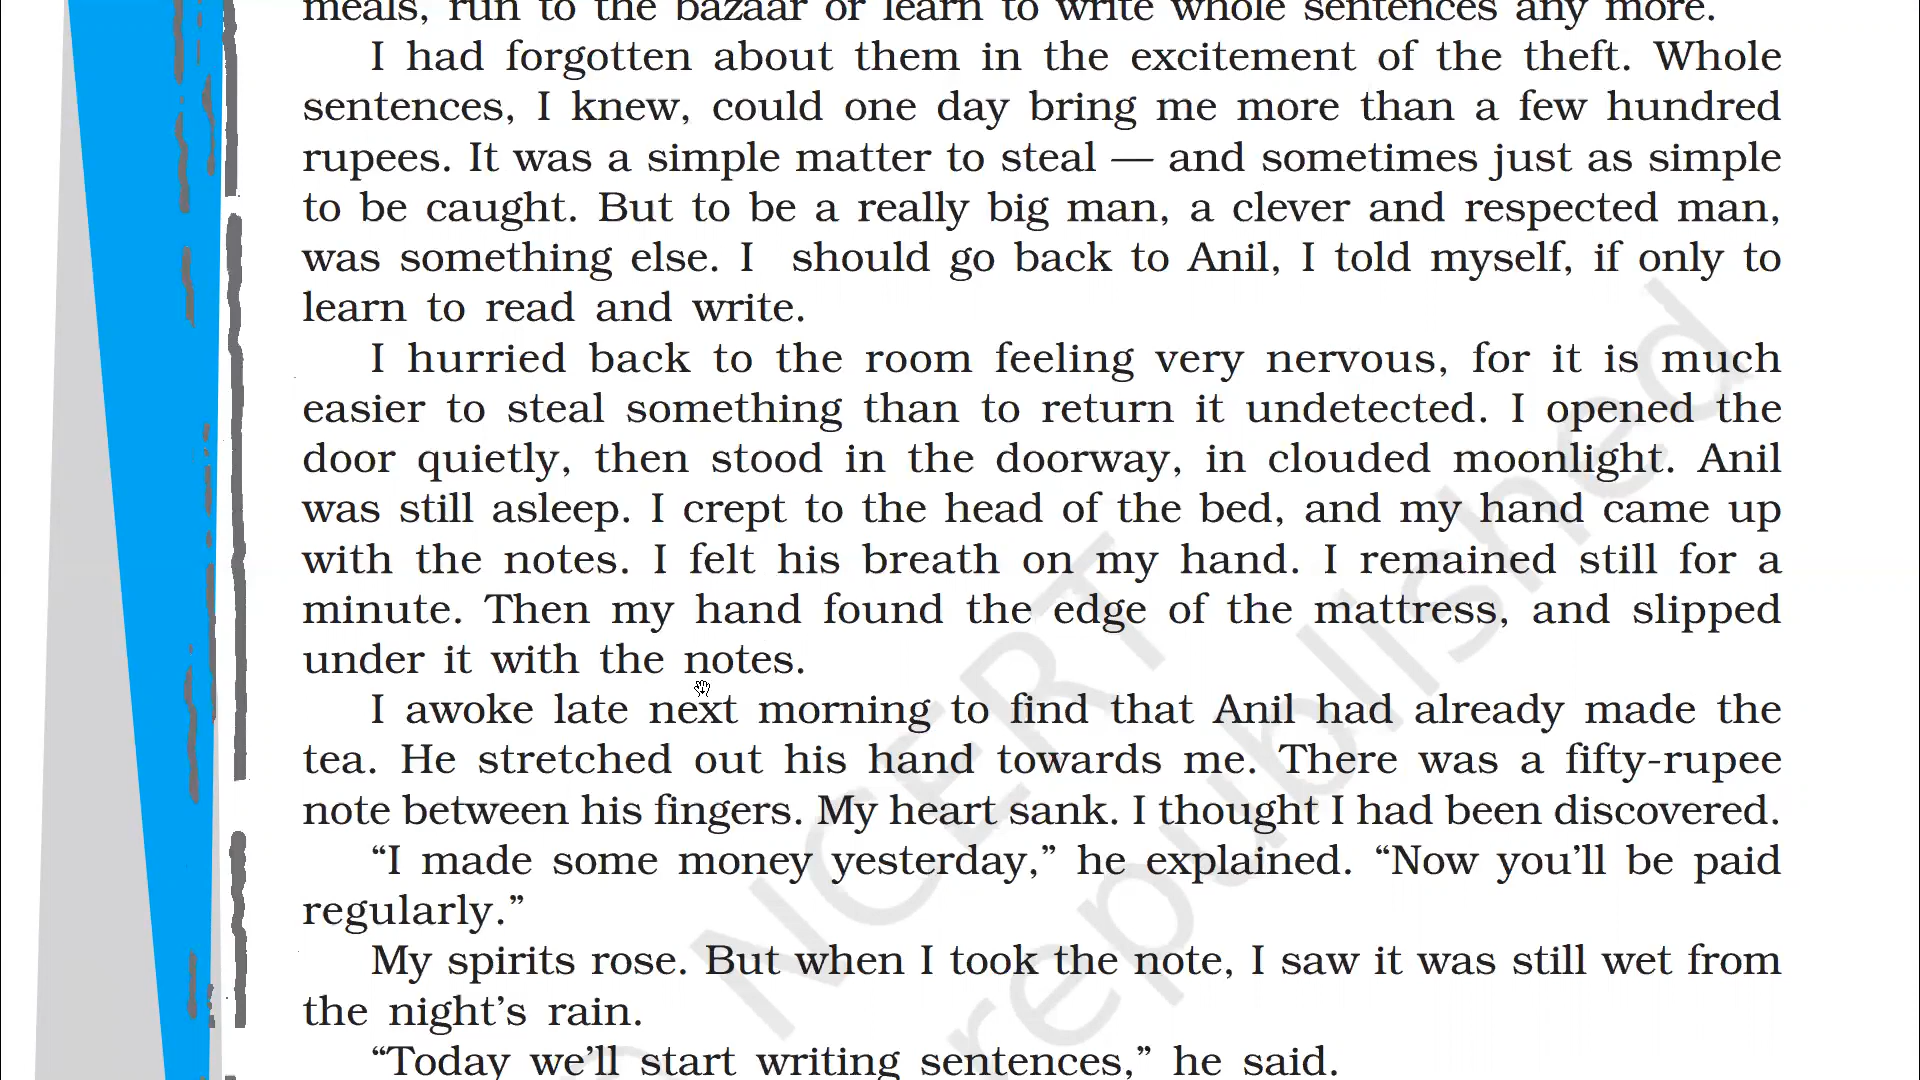 meals, run to the bazaar or learn to write whole sentences any more.
I had forgotten about them in the excitement of the theft. Whole
sentences, I knew, could one day bring me more than a few hundred
rupees. It was a simple matter to steal — and sometimes just as simple
to be caught. But to be a really big man, a clever and respected man,
was something else. I should go back to Anil, I told myself, if only to
learn to read and write.
I hurried back to the room feeling very nervous, for it is much
easier to steal something than to return it undetected. I opened the
door quietly, then stood in the doorway, in clouded moonlight. Anil
was still asleep. I crept to the head of the bed, and my hand came up
with the notes. I felt his breath on my hand. I remained still for a
minute. Then my hand found the edge of the mattress, and slipped
under it with the notes.
I awoke late next morning to find that Anil had already made the
tea. He stretched out his hand towards me. There was a fifty-rupee
note between his fingers. My heart sank. I thought I had been discovered.
“I made some money yesterday,” he explained. “Now you’ll be paid
regularly.”
My spirits rose. But when I took the note, I saw it was still wet from
the night’s rain.
“Today we’ll start writing sentences,” he said.
NCERT
republished